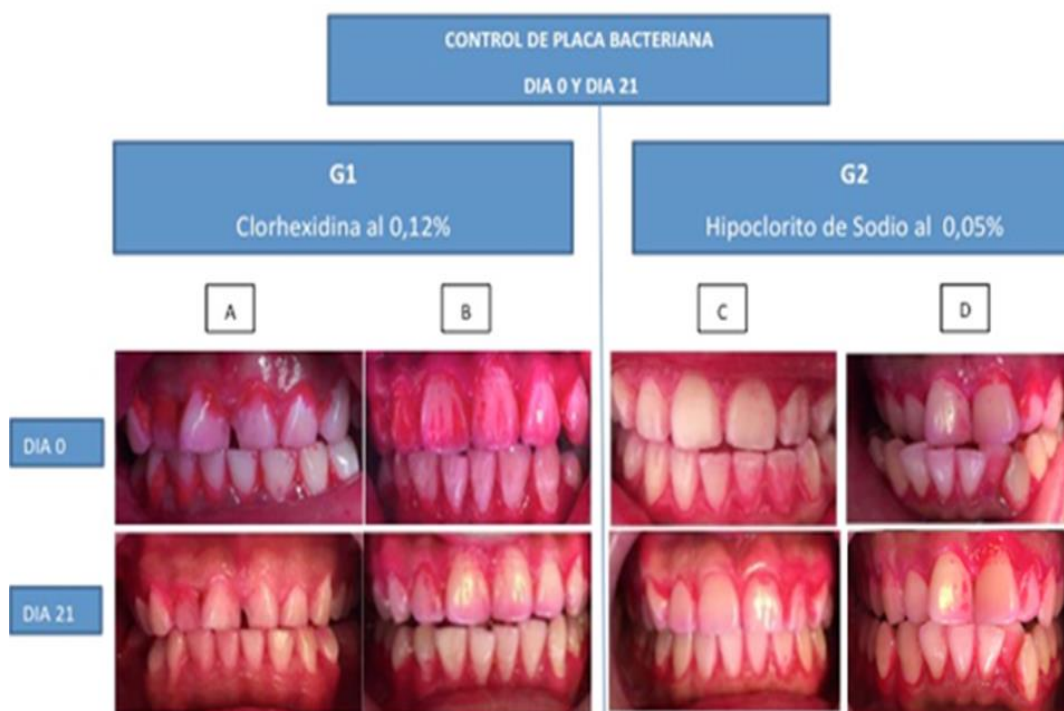 CONTROL DE PLACA BACTERIANA
DIA 0 Y DIA 21
G1
Clorhexidina al 0,12%
G2
Hipoclorito de Sodio al 0,05%
A
B
C
D
DIA 0
DIA 21